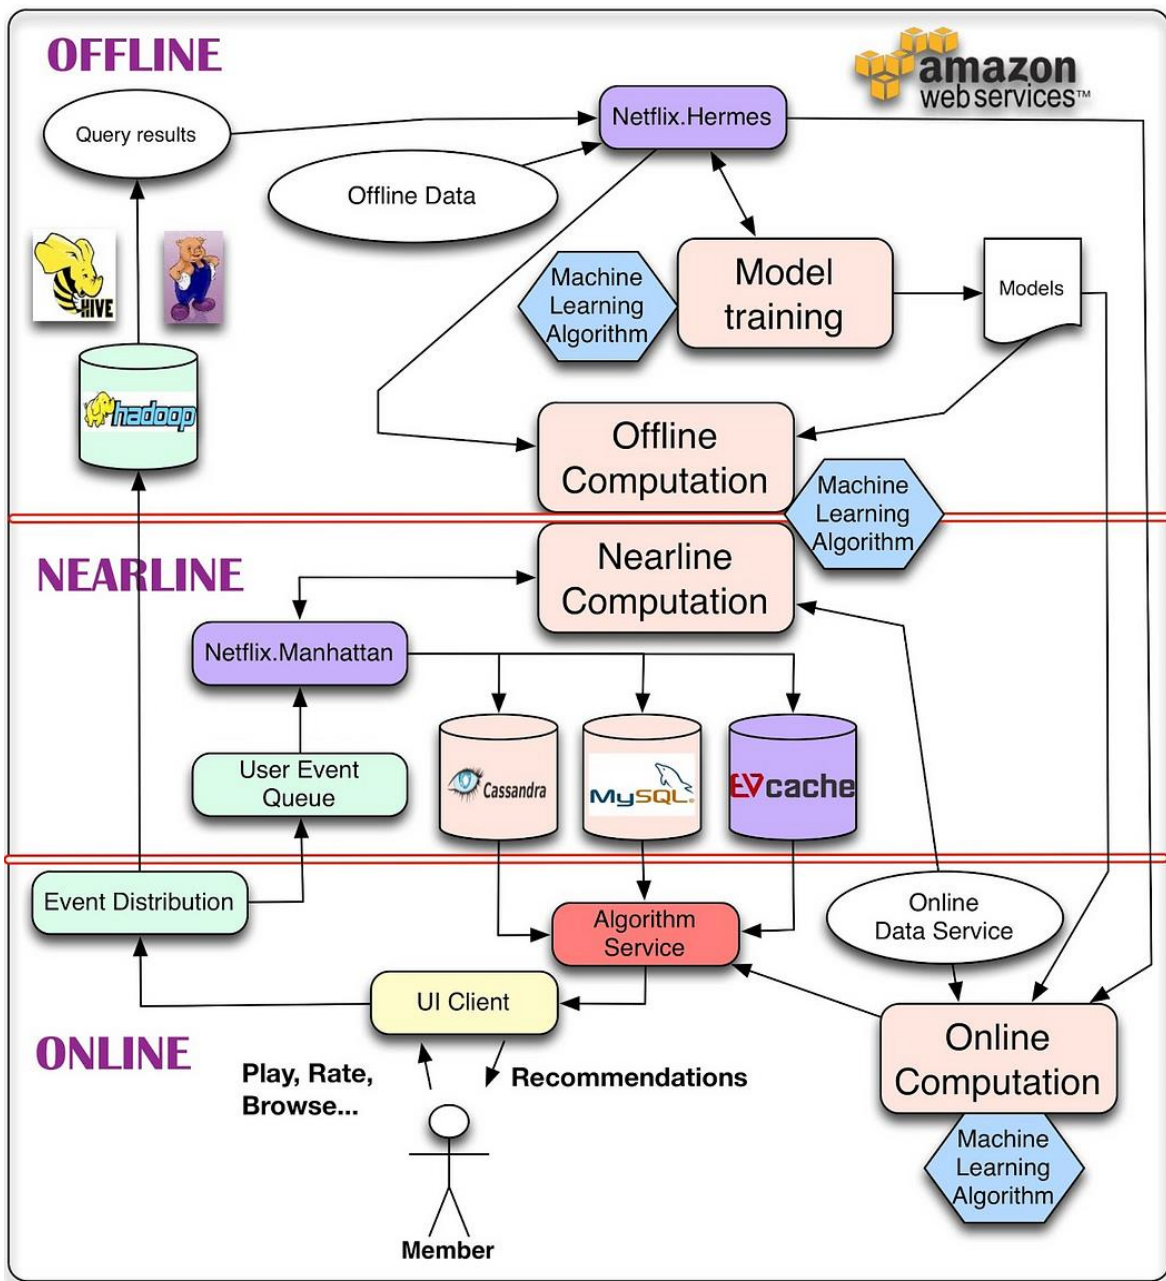 OFFLINE
amazon
web services™
Query results
Netflix.Hermes
Offline Data
HIVE
Machine
Learning
Algorithm
Model
training
Models
hadoop
Offline
Computation
Machine
Learning
Algorithm
NEARLINE
Nearline
Computation
Netflix.Manhattan
User Event
Queue
Cassandra
MySQL®
EVcache
Event Distribution
Algorithm
Service
Online
Data Service
UI Client
ONLINE
Play, Rate,
Browse...
Recommendations
Online
Computation
Machine
Learning
Algorithm
Member